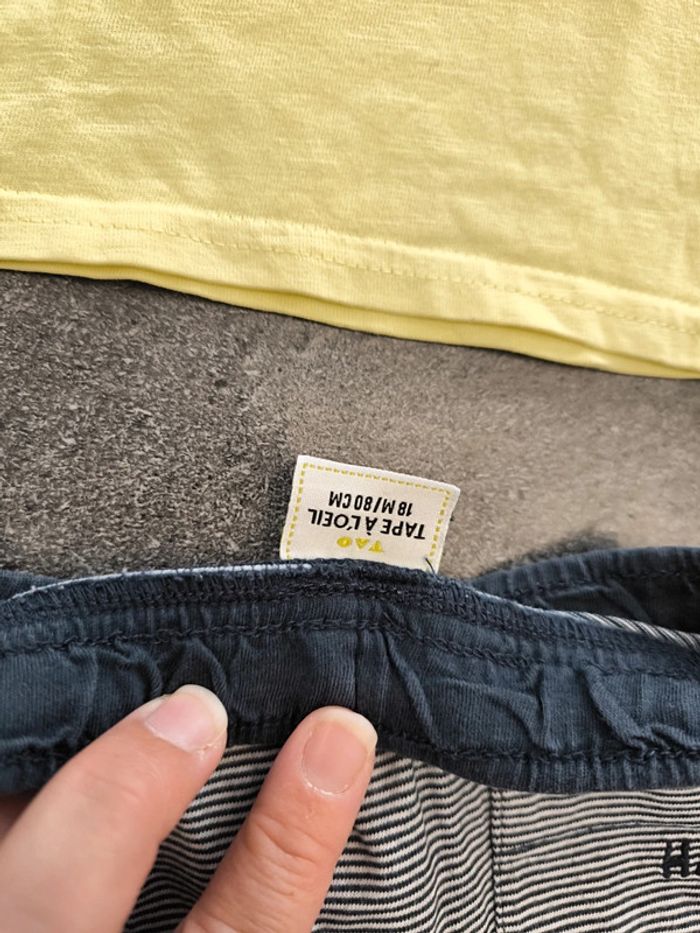 TAO
TAPE À L'OEIL
18 M/80 CM
H